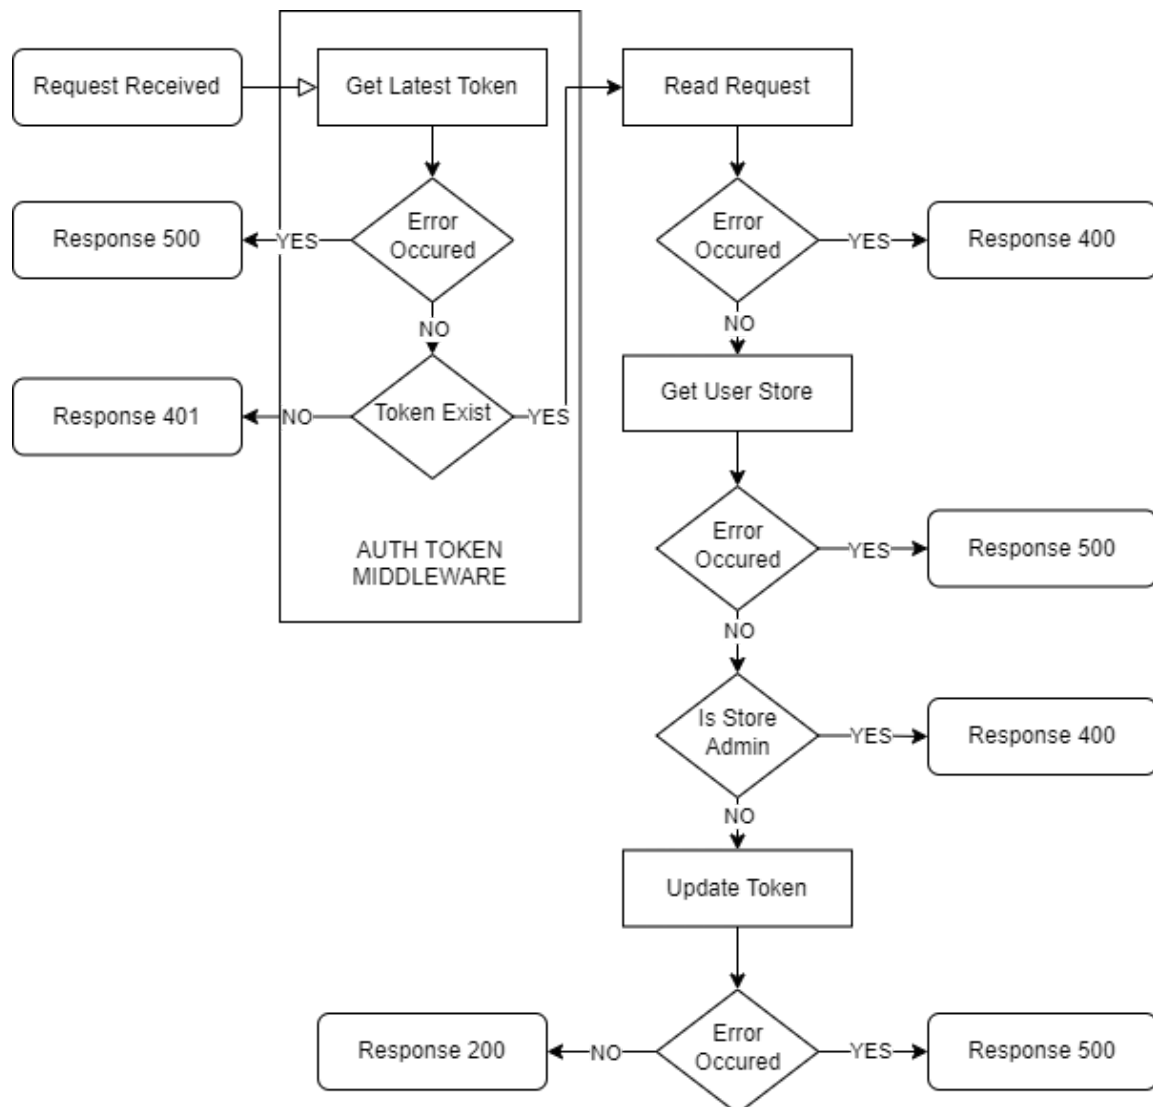 Request Received
Get Latest Token
Read Request
Response 500
YES
Error
Occured
Error
Occured
YES
Response 400
NO
NO
Response 401
NO
Token Exist
YES
Get User Store
AUTH TOKEN
MIDDLEWARE
Error
Occured
YES
Response 500
NO
Is Store
Admin
YES
Response 400
NO
Update Token
Response 200
NO
Error
Occured
YES
Response 500